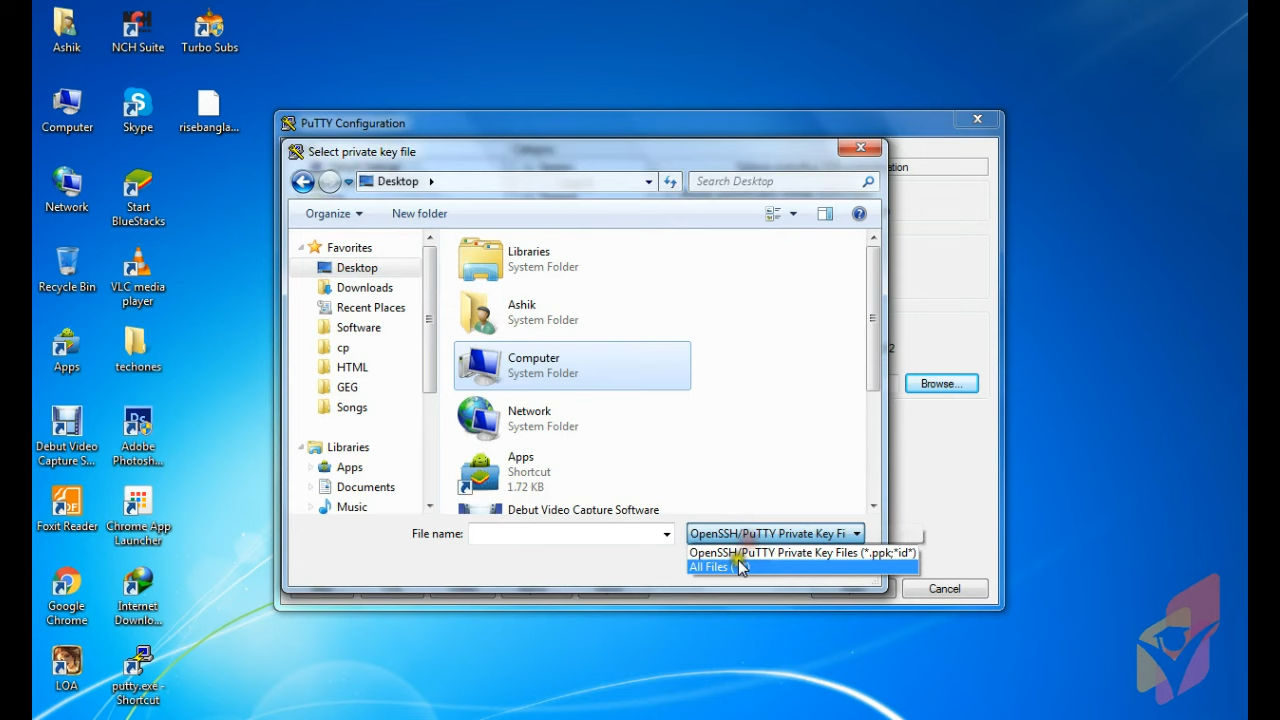 Ashik
NCH Suite
Turbo Subs
Computer
Skype
risebangla...
Network
Start
BlueStacks
Recycle Bin
VLC media
player
Apps
techones
Debut Video
Capture S...
Adobe
Photosh...
Foxit Reader
Chrome App
Launcher
Google
Chrome
Internet
Downlo...
LOA
putty.exe -
Shortcut
PuTTY Configuration
Select private key file
Desktop
Search Desktop
Organize
New folder
Favorites
Desktop
Downloads
Recent Places
Software
cp
HTML
GEG
Songs
Libraries
Apps
Documents
Music
Libraries
System Folder
Ashik
System Folder
Computer
System Folder
Network
System Folder
Apps
Shortcut
1.72 KB
Debut Video Capture Software
File name:
OpenSSH/PuTTY Private Key Fi
OpenSSH/PuTTY Private Key Files (*.ppk;*id*)
All Files
Browse...
Cancel